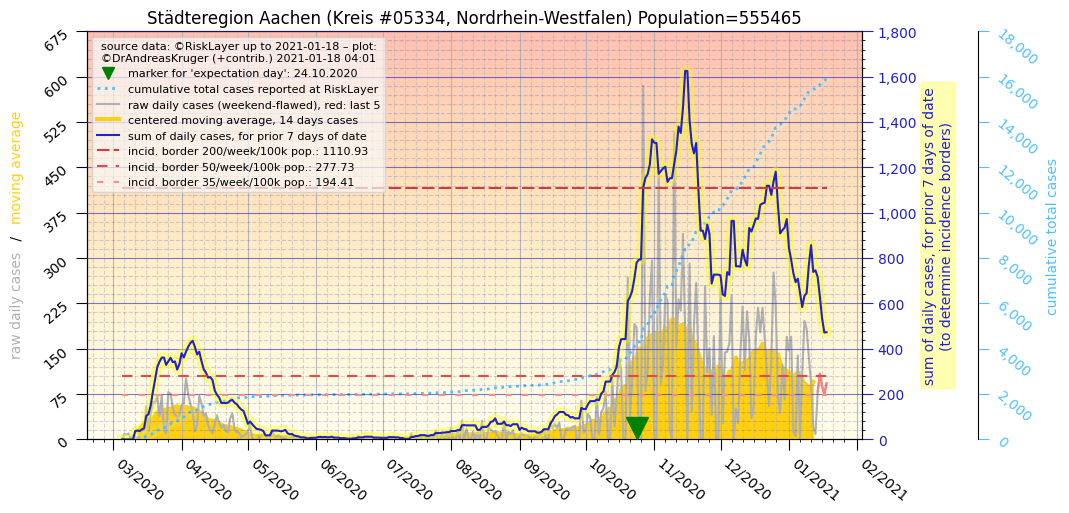 Städteregion Aachen (Kreis #05334, Nordrhein-Westfalen) Population=555465
source data: ©RiskLayer up to 2021-01-18 – plot:
©DrAndreasKruger (+contrib.) 2021-01-18 04:01
marker for 'expectation day': 24.10.2020
cumulative total cases reported at RiskLayer
raw daily cases (weekend-flawed), red: last 5
centered moving average, 14 days cases
sum of daily cases, for prior 7 days of date
incid. border 200/week/100k pop.: 1110.93
incid. border 50/week/100k pop.: 277.73
incid. border 35/week/100k pop.: 194.41
raw daily cases / moving average
675
600
525
450
375
300
225
150
75
0
03/2020
04/2020
05/2020
06/2020
07/2020
08/2020
09/2020
10/2020
11/2020
12/2020
01/2021
02/2021
1,800
1,600
1,400
1,200
1,000
800
600
400
200
0
sum of daily cases, for prior 7 days of date
(to determine incidence borders)
18,000
16,000
14,000
12,000
10,000
8,000
6,000
4,000
2,000
0
cumulative total cases